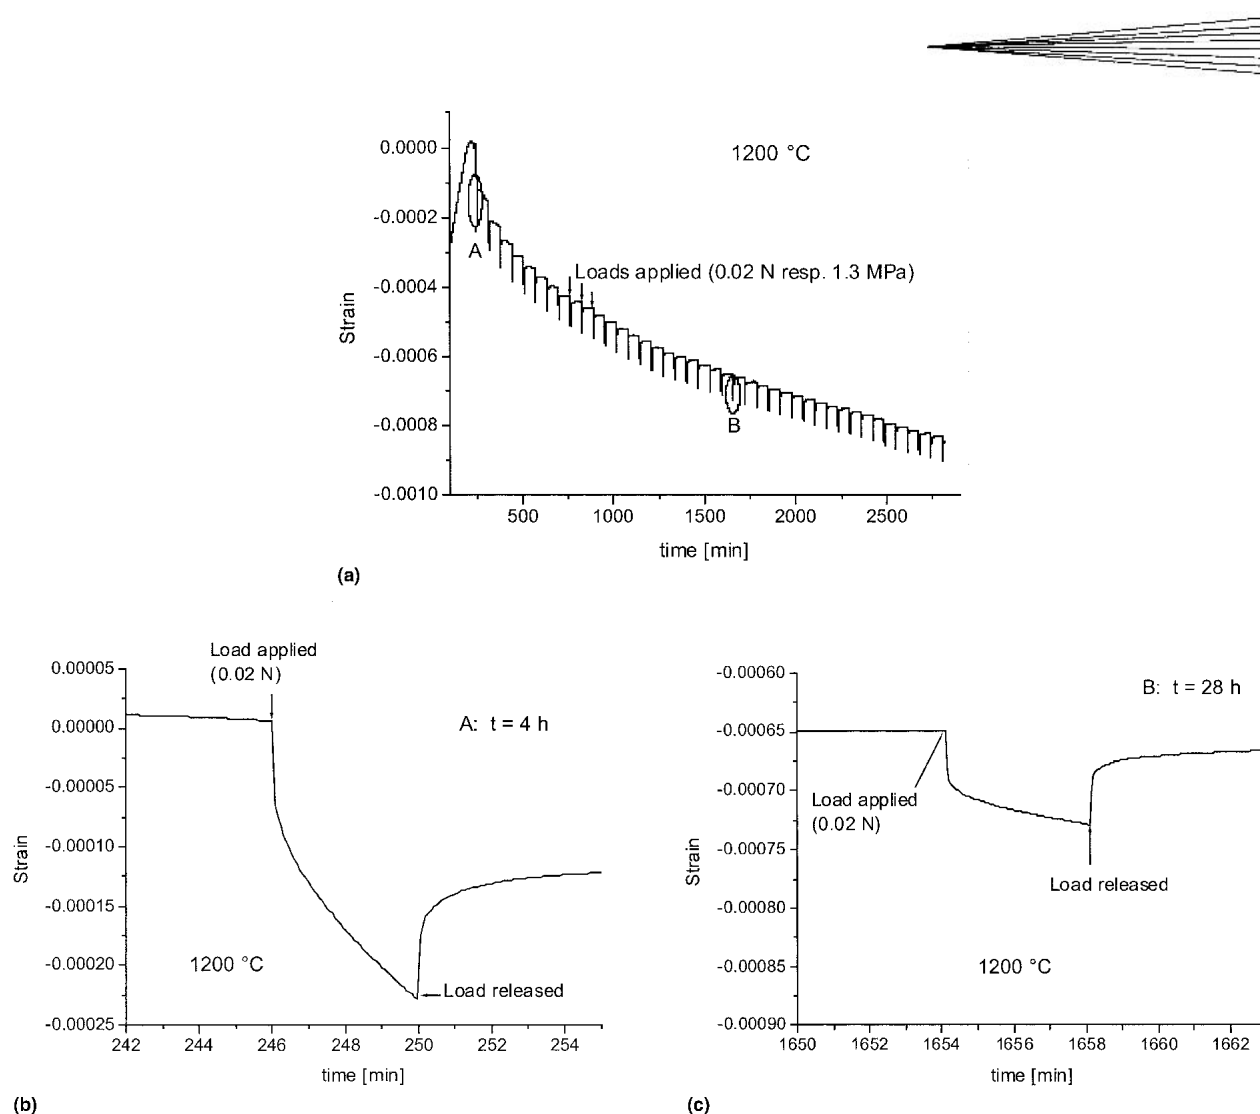 0.0000
-0.0002
-0.0004
-0.0006
-0.0008
-0.0010
Strain
1200 °C
A
Loads applied (0.02 N resp. 1.3 MPa)
B
500
1000
1500
2000
2500
time [min]
(a)
Load applied
(0.02 N)
0.00005
0.00000
-0.00005
-0.00010
-0.00015
-0.00020
-0.00025
Strain
A: t = 4 h
1200 °C
Load released
242
244
246
248
250
252
254
time [min]
(b)
-0.00060
-0.00065
-0.00070
-0.00075
-0.00080
-0.00085
-0.00090
Strain
B: t = 28 h
Load applied
(0.02 N)
Load released
1200 °C
1650
1652
1654
1656
1658
1660
1662
time [min]
(c)